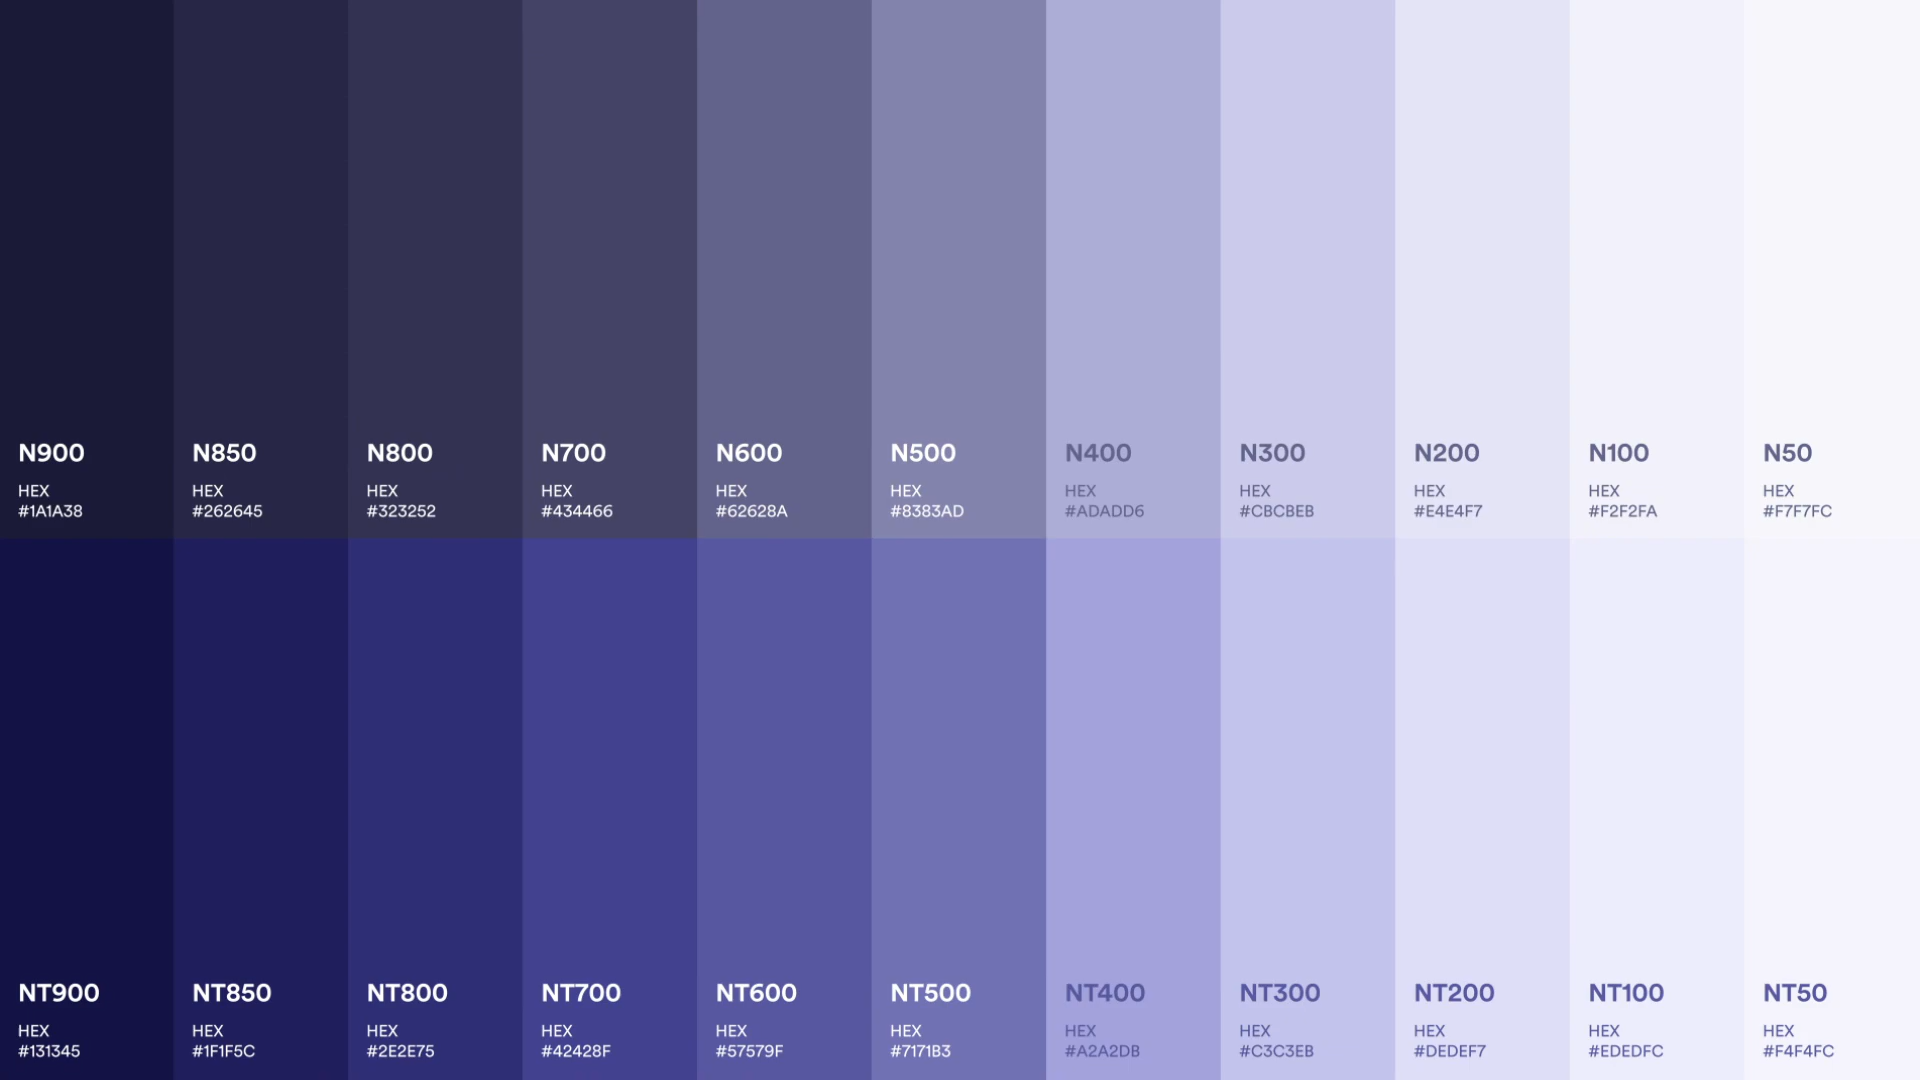 N900
HEX
#1A1A38
N850
HEX
#262645
N800
HEX
#323252
N700
HEX
#434466
N600
HEX
#62628A
N500
HEX
#8383AD
N400
HEX
#ADADD6
N300
HEX
#CBCBEB
N200
HEX
#E4E4F7
N100
HEX
#F2F2FA
N50
HEX
#F7F7FC
NT900
HEX
#131345
NT850
HEX
#1F1F5C
NT800
HEX
#2E2E75
NT700
HEX
#42428F
NT600
HEX
#57579F
NT500
HEX
#7171B3
NT400
HEX
#A2A2DB
NT300
HEX
#C3C3EB
NT200
HEX
#DEDEF7
NT100
HEX
#EDEDFC
NT50
HEX
#F4F4FC